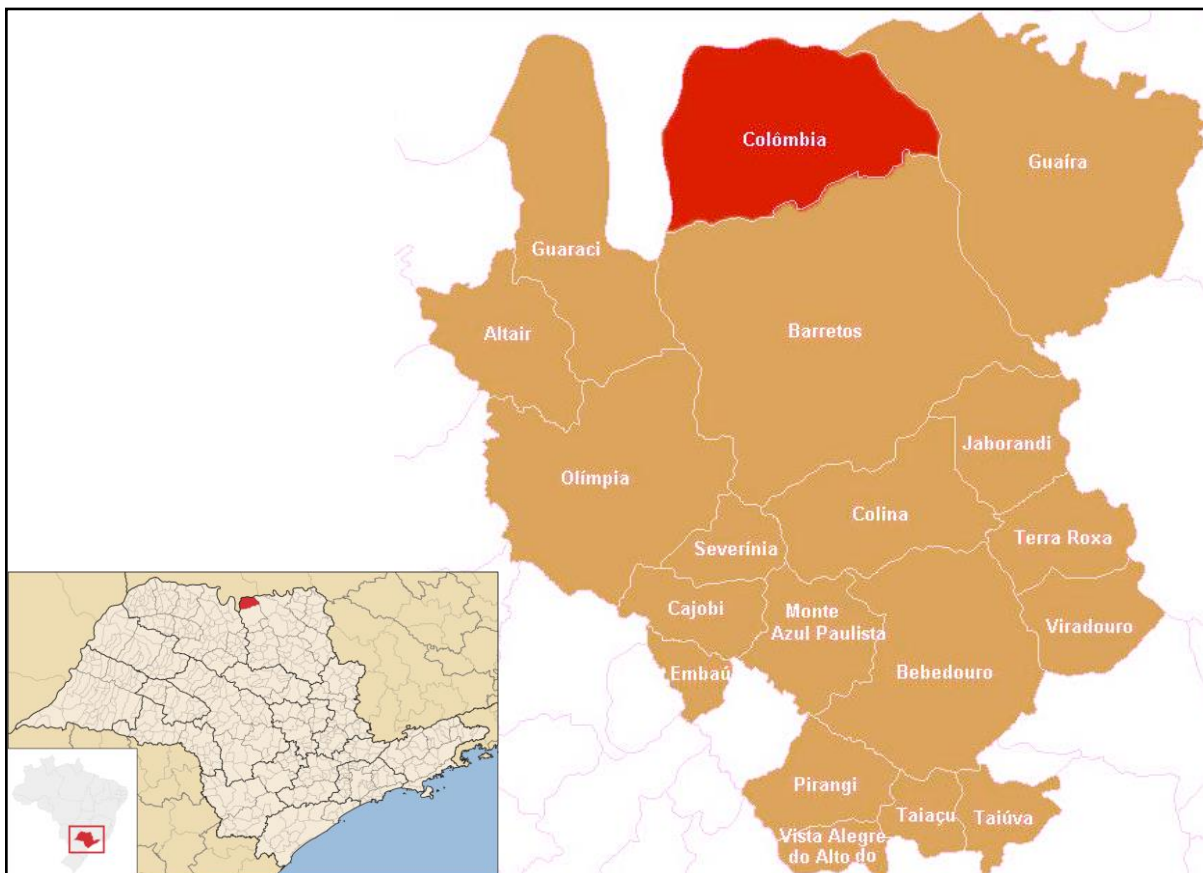 Colômbia
Guaíra
Guaraci
Altair
Barretos
Jaborandi
Olímpia
Colina
Severínia
Terra Roxa
Cajobi
Monte
Azul Paulista
Viradouro
Embaú
Bebedouro
Pirangi
Taiaçu
Taiúva
Vista Alegre
do Alto do